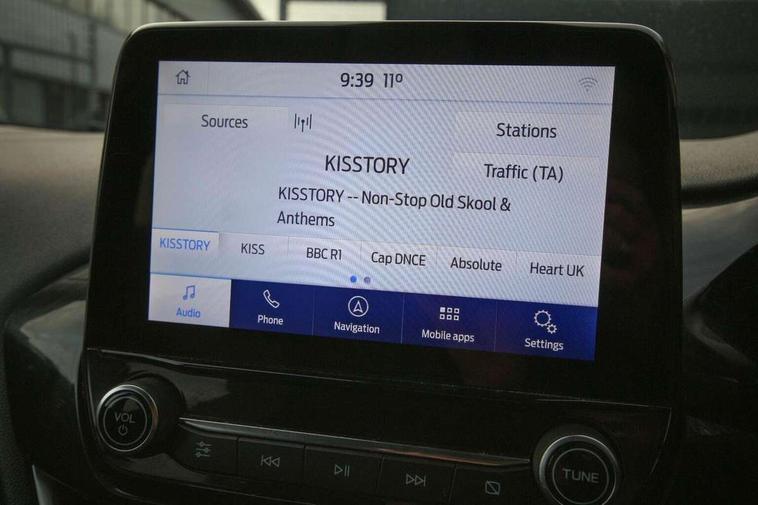 9:39 11°
Sources
Stations
KISSTORY
Traffic (TA)
KISSTORY -- Non-Stop Old Skool &
Anthems
KISSTORY KISS BBC R1 Cap DNCE Absolute Heart UK
Audio Phone Navigation Mobile apps Settings
VOL
TUNE